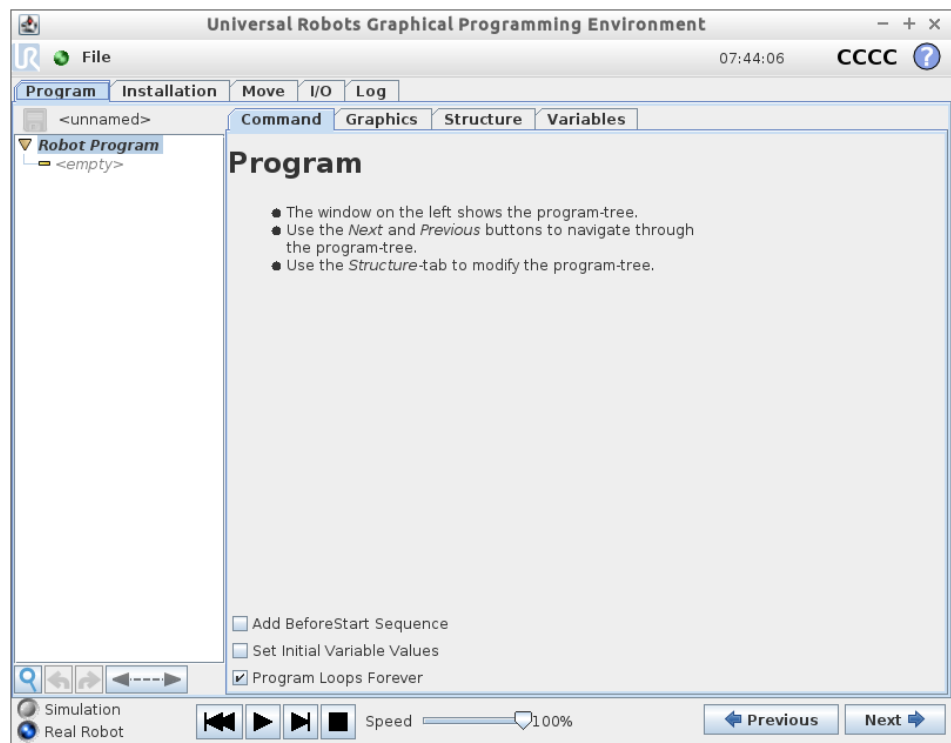 Universal Robots Graphical Programming Environment
UR File 07:44:06 CCCC ?
Program Installation Move I/O Log
<unnamed> Command Graphics Structure Variables
Robot Program
<empty>
Program
The window on the left shows the program-tree.
Use the Next and Previous buttons to navigate through
the program-tree.
Use the Structure-tab to modify the program-tree.
Add BeforeStart Sequence
Set Initial Variable Values
Program Loops Forever
Simulation
Real Robot
Speed 100% Previous Next